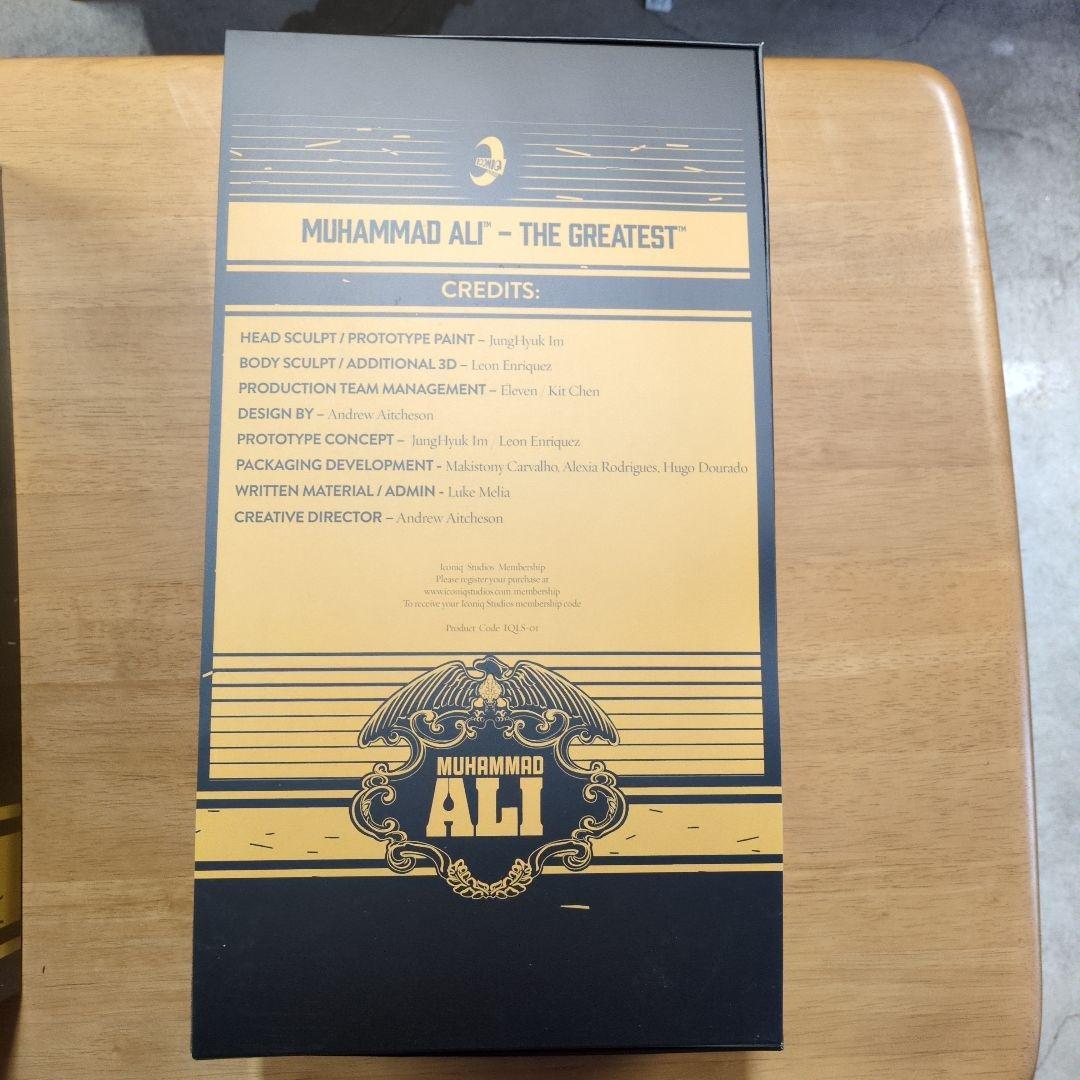 ICONIQ
MUHAMMAD ALI™ – THE GREATEST™
CREDITS:
HEAD SCULPT / PROTOTYPE PAINT – JungHyuk Im
BODY SCULPT / ADDITIONAL 3D – Leon Enriquez
PRODUCTION TEAM MANAGEMENT – Eleven / Kit Chen
DESIGN BY – Andrew Aitcheson
PROTOTYPE CONCEPT – JungHyuk Im / Leon Enriquez
PACKAGING DEVELOPMENT - Makistony Carvalho, Alexia Rodrigues, Hugo Dourado
WRITTEN MATERIAL / ADMIN - Luke Melia
CREATIVE DIRECTOR – Andrew Aitcheson
Iconiq Studios Membership
Please register your purchase at
www.iconiqstudios.com/membership
To receive your Iconiq Studios membership code
Product Code IQLS-01
MUHAMMAD
ALI